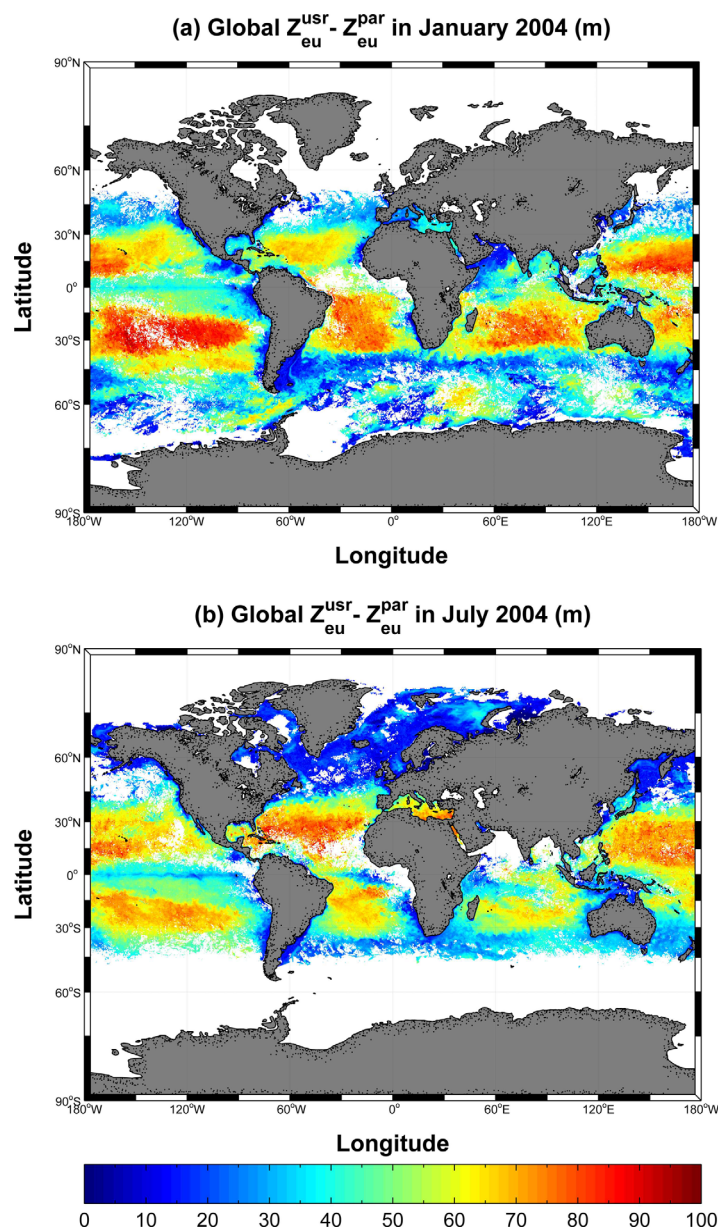 (a) Global Z^usr_eu - Z^par_eu in January 2004 (m)
90°N
60°N
30°N
0°
30°S
60°S
90°S
Latitude
180°W 120°W 60°W 0° 60°E 120°E 180°W
Longitude
(b) Global Z^usr_eu - Z^par_eu in July 2004 (m)
90°N
60°N
30°N
0°
30°S
60°S
90°S
Latitude
180°W 120°W 60°W 0° 60°E 120°E 180°W
Longitude
0 10 20 30 40 50 60 70 80 90 100